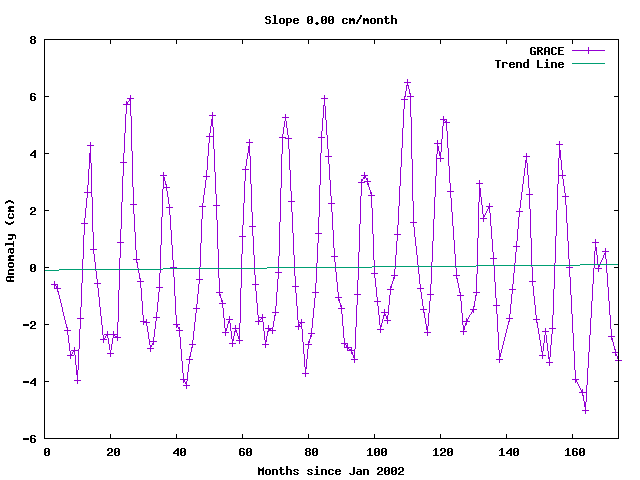 Slope 0.00 cm/month
GRACE
Trend Line
8
6
4
2
0
-2
-4
-6
Anomaly (cm)
0 20 40 60 80 100 120 140 160
Months since Jan 2002